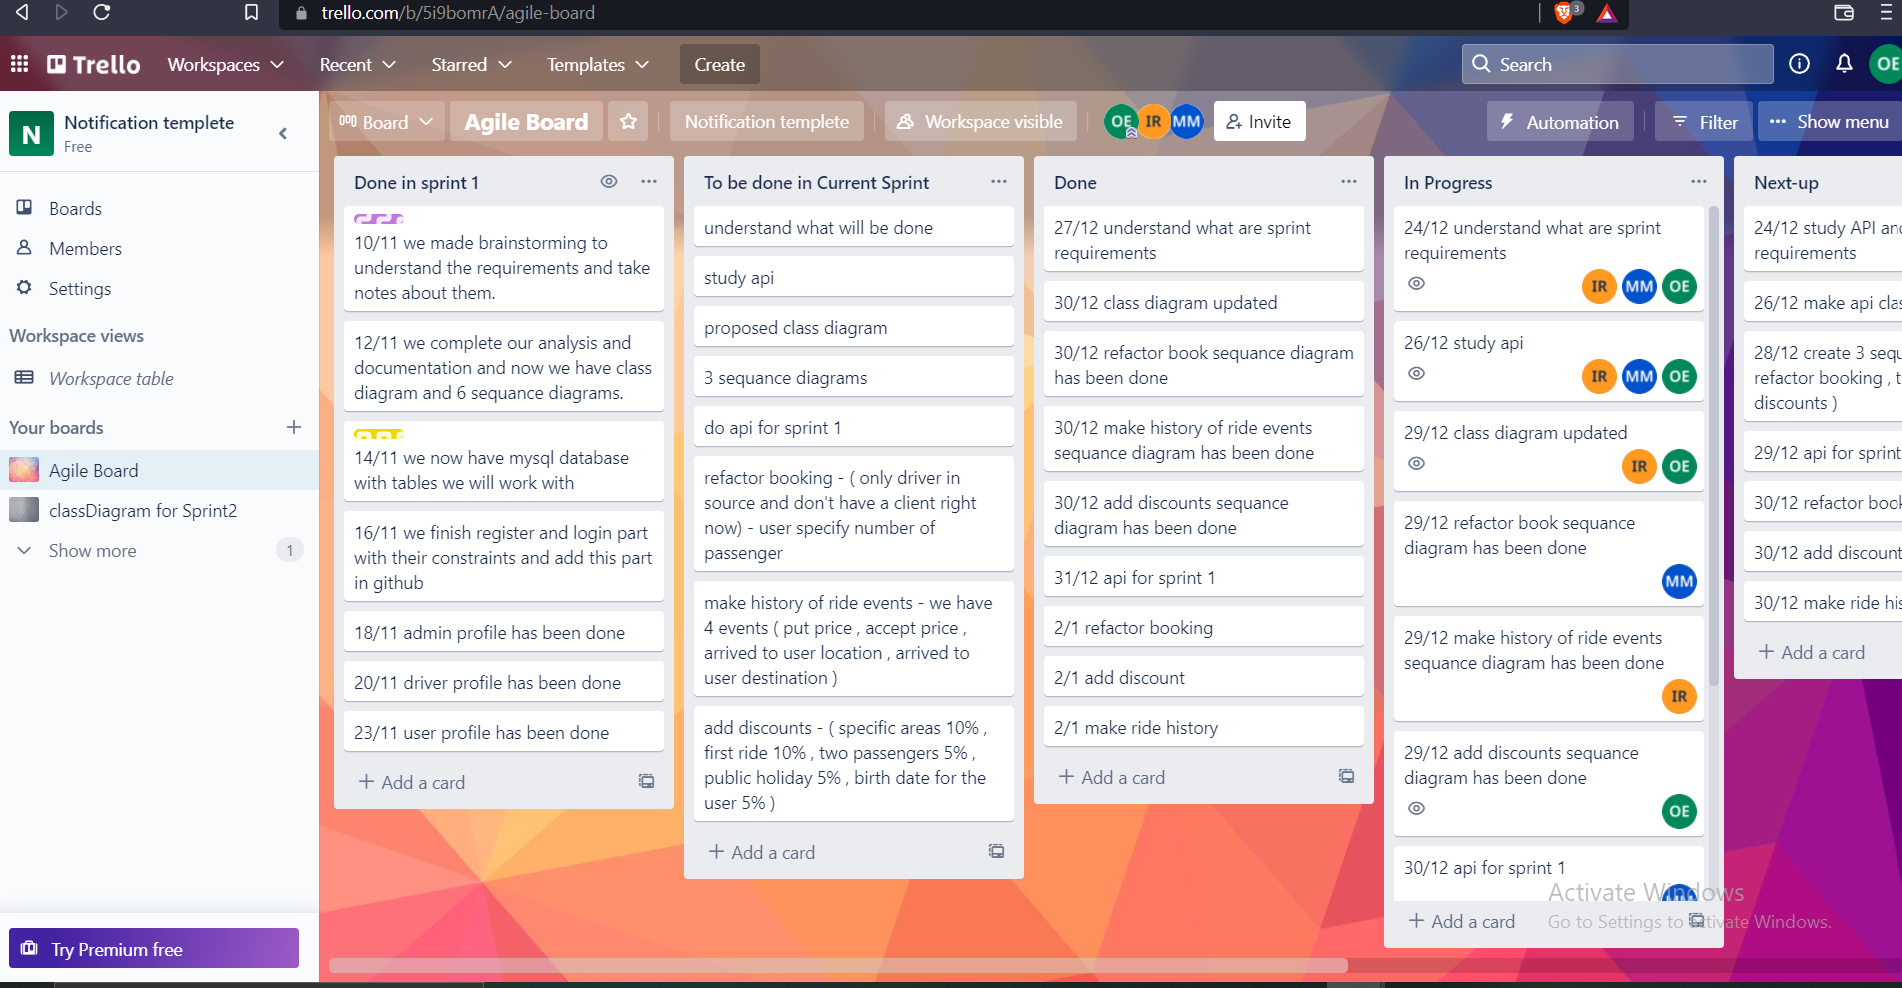 trello.com/b/5i9bomrA/agile-board
3
Trello
Workspaces
Recent
Starred
Templates
Create
Search
OE
N
Notification templete
Free
Boards
Members
Settings
Workspace views
Workspace table
Your boards
Agile Board
classDiagram for Sprint2
Show more
1
Try Premium free
Board
Agile Board
Notification templete
Workspace visible
OE
IR
MM
Invite
Automation
Filter
Show menu
Done in sprint 1
10/11 we made brainstorming to
understand the requirements and take
notes about them.
12/11 we complete our analysis and
documentation and now we have class
diagram and 6 sequance diagrams.
14/11 we now have mysql database
with tables we will work with
16/11 we finish register and login part
with their constraints and add this part
in github
18/11 admin profile has been done
20/11 driver profile has been done
23/11 user profile has been done
Add a card
To be done in Current Sprint
understand what will be done
study api
proposed class diagram
3 sequance diagrams
do api for sprint 1
refactor booking - ( only driver in
source and don't have a client right
now) - user specify number of
passenger
make history of ride events - we have
4 events ( put price , accept price ,
arrived to user location , arrived to
user destination )
add discounts - ( specific areas 10% ,
first ride 10% , two passengers 5% ,
public holiday 5% , birth date for the
user 5% )
Add a card
Done
27/12 understand what are sprint
requirements
30/12 class diagram updated
30/12 refactor book sequance diagram
has been done
30/12 make history of ride events
sequance diagram has been done
30/12 add discounts sequance
diagram has been done
31/12 api for sprint 1
2/1 refactor booking
2/1 add discount
2/1 make ride history
Add a card
In Progress
24/12 understand what are sprint
requirements
IR
MM
OE
26/12 study api
IR
MM
OE
29/12 class diagram updated
IR
OE
29/12 refactor book sequance
diagram has been done
MM
29/12 make history of ride events
sequance diagram has been done
IR
29/12 add discounts sequance
diagram has been done
OE
30/12 api for sprint 1
MM
Add a card
Next-up
24/12 study API
requirements
26/12 make api
28/12 create 3
refactor booking ,
discounts )
29/12 api for sprint
30/12 refactor
30/12 add
30/12 make ride
Add a card
Activate Windows
Go to Settings to activate Windows.